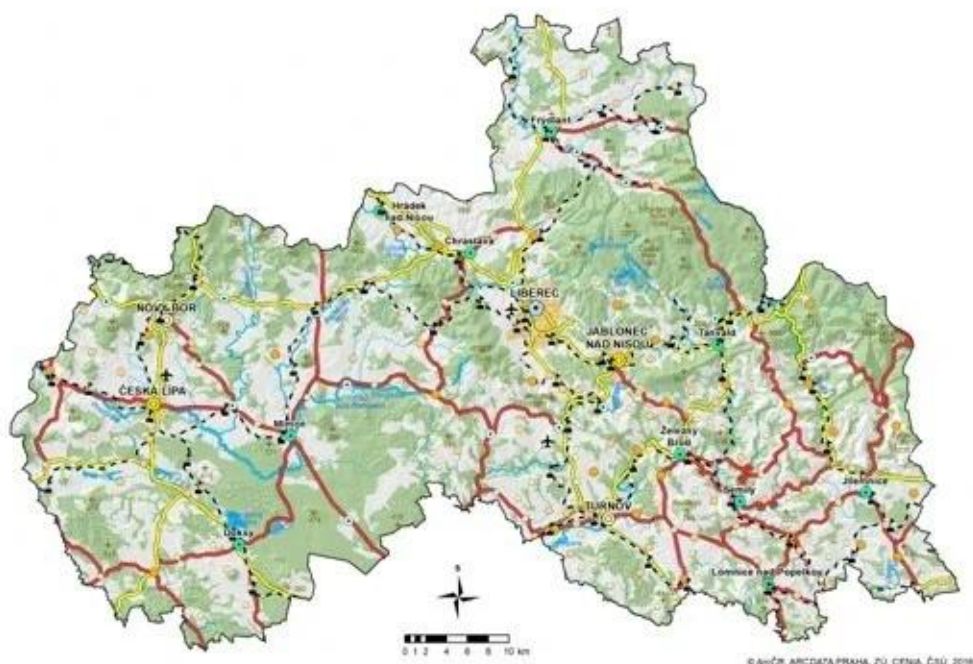 Frýdlant
Hrádek
nad Nisou
Chrastava
NOVÝ BOR
LIBEREC
JABLONEC
NAD NISOU
Tanvald
ČESKÁ LÍPA
Mimoň
Železný
Brod
Semily
Jilemnice
TURNOV
Doksy
Lomnice nad Popelkou
S
0 1 2 4 6 8 10 km
© ArcČR, ARCDATA PRAHA, ZÚ, CENIA, ČSÚ, 2016